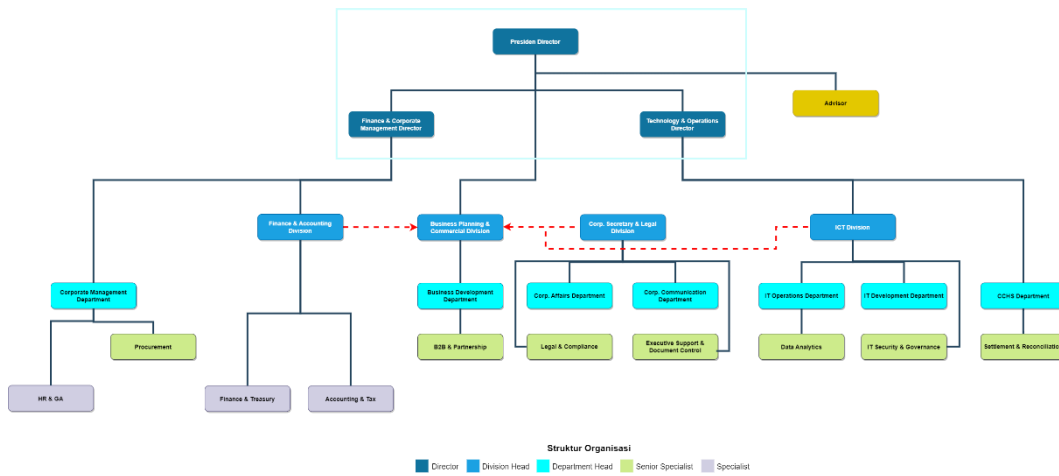 Presiden Director
Advisor
Finance & Corporate
Management Director
Technology & Operations
Director
Finance & Accounting
Division
Business Planning &
Commercial Division
Corp. Secretary & Legal
Division
ICT Division
Corporate Management
Department
Business Development
Department
Corp. Affairs Department
Corp. Communication
Department
IT Operations Department
IT Development Department
CCHS Department
Procurement
B2B & Partnership
Legal & Compliance
Executive Support &
Document Control
Data Analytics
IT Security & Governance
Settlement & Reconciliation
HR & GA
Finance & Treasury
Accounting & Tax
Struktur Organisasi
Director
Division Head
Department Head
Senior Specialist
Specialist